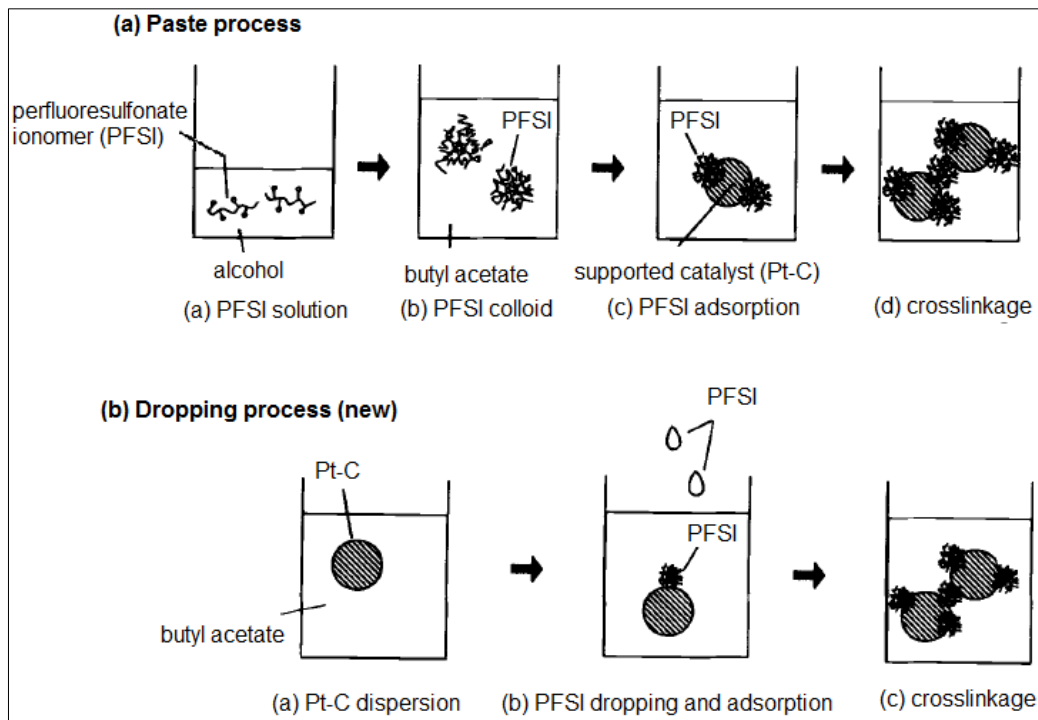 (a) Paste process
perfluoresulfonate
ionomer (PFSI)
PFSI
PFSI
alcohol
butyl acetate
supported catalyst (Pt-C)
(a) PFSI solution
(b) PFSI colloid
(c) PFSI adsorption
(d) crosslinkage
(b) Dropping process (new)
PFSI
Pt-C
PFSI
butyl acetate
(a) Pt-C dispersion
(b) PFSI dropping and adsorption
(c) crosslinkage